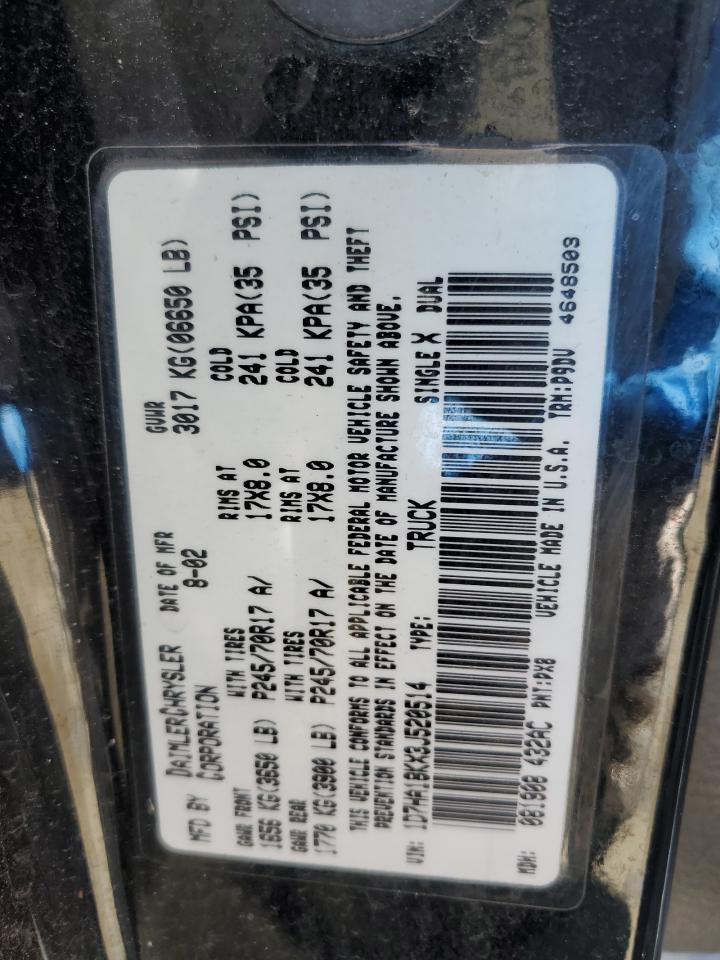 MFD BY DAIMLERCHRYSLER CORPORATION
DATE OF MFR 8-02
GVWR 3017 KG(06650 LB)
GAWR FRONT WITH TIRES RIMS AT COLD
1656 KG(3650 LB) P245/70R17 A/ 17X8.0 241 KPA(35 PSI)
GAWR REAR WITH TIRES RIMS AT COLD
1770 KG(3900 LB) P245/70R17 A/ 17X8.0 241 KPA(35 PSI)
THIS VEHICLE CONFORMS TO ALL APPLICABLE FEDERAL MOTOR VEHICLE SAFETY AND THEFT
PREVENTION STANDARDS IN EFFECT ON THE DATE OF MANUFACTURE SHOWN ABOVE.
VIN: 1D7HA18KX3J520514 TYPE: TRUCK SINGLE X DUAL
MDH: 081908 432AC PNT:PX8 VEHICLE MADE IN U.S.A. TRM:P9DV 4648503